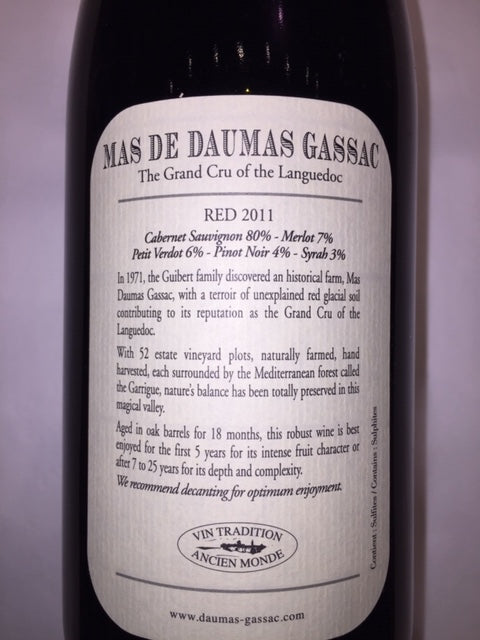 MAS DE DAUMAS GASSAC
The Grand Cru of the Languedoc
RED 2011
Cabernet Sauvignon 80% - Merlot 7%
Petit Verdot 6% - Pinot Noir 4% - Syrah 3%
In 1971, the Guibert family discovered an historical farm, Mas
Daumas Gassac, with a terroir of unexplained red glacial soil
contributing to its reputation as the Grand Cru of the
Languedoc.
With 52 estate vineyard plots, naturally farmed, hand
harvested, each surrounded by the Mediterranean forest called
the Garrigue, nature's balance has been totally preserved in this
magical valley.
Aged in oak barrels for 18 months, this robust wine is best
enjoyed for the first 5 years for its intense fruit character or
after 7 to 25 years for its depth and complexity.
We recommend decanting for optimum enjoyment.
Contient : Sulfites / Contains : Sulphites
VIN TRADITION
ANCIEN MONDE
www.daumas-gassac.com